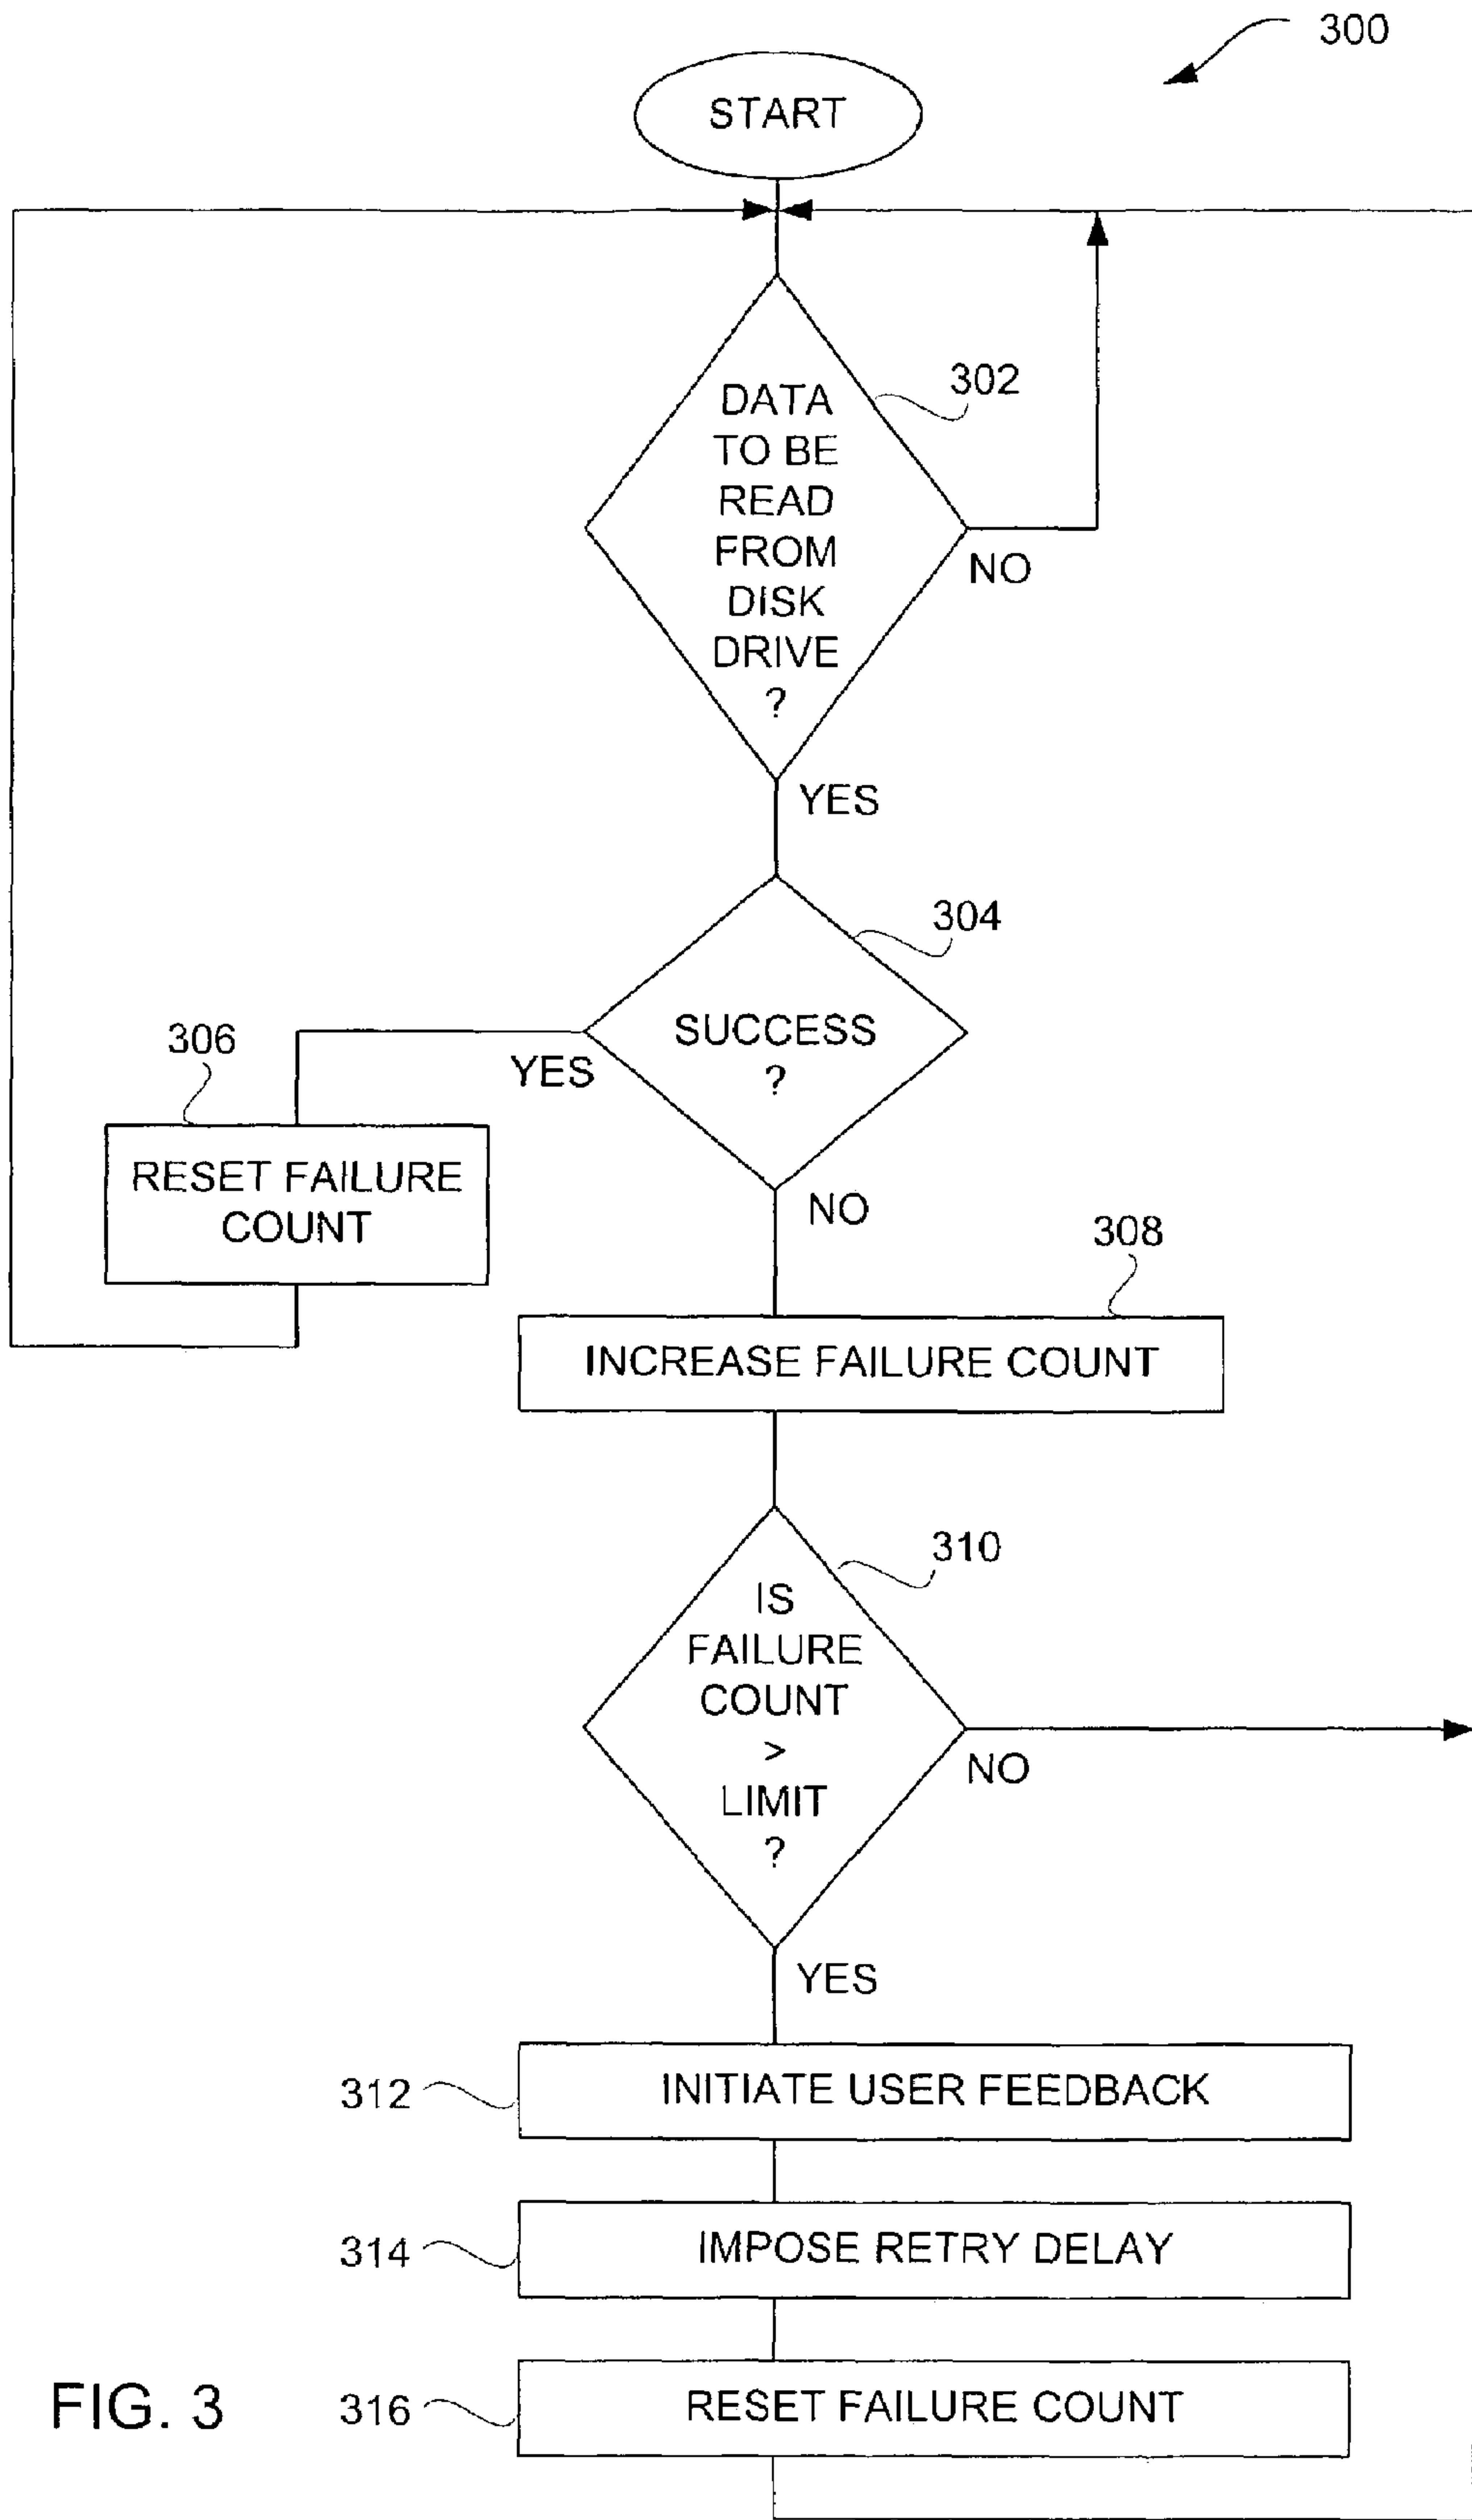 300
START
302
DATA
TO BE
READ
FROM
DISK
DRIVE
?
NO
YES
304
SUCCESS
?
YES
306
RESET FAILURE
COUNT
NO
308
INCREASE FAILURE COUNT
310
IS
FAILURE
COUNT
>
LIMIT
?
NO
YES
312
INITIATE USER FEEDBACK
314
IMPOSE RETRY DELAY
316
RESET FAILURE COUNT
FIG. 3